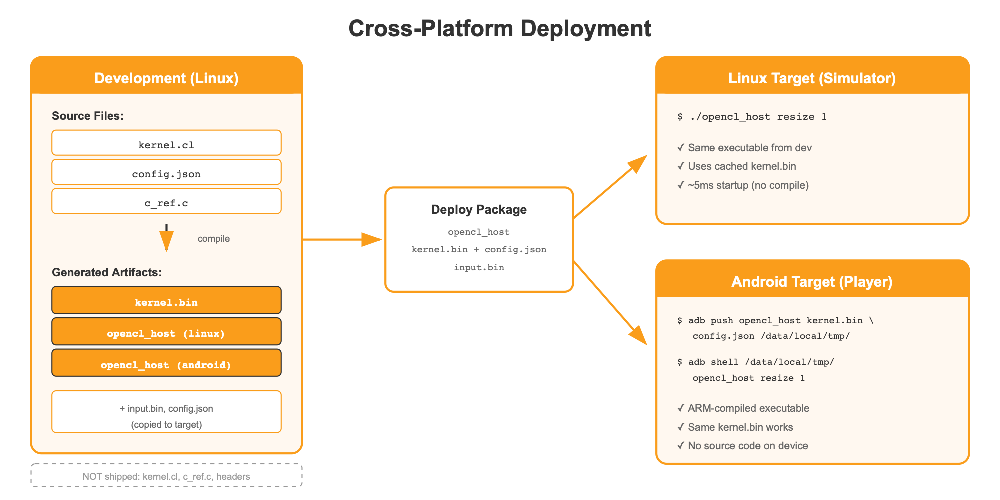 Cross-Platform Deployment
Development (Linux)
Source Files:
kernel.cl
config.json
c_ref.c
compile
Generated Artifacts:
kernel.bin
opencl_host (linux)
opencl_host (android)
+ input.bin, config.json
(copied to target)
NOT shipped: kernel.cl, c_ref.c, headers
Deploy Package
opencl_host
kernel.bin + config.json
input.bin
Linux Target (Simulator)
$ ./opencl_host resize 1
✓ Same executable from dev
✓ Uses cached kernel.bin
✓ ~5ms startup (no compile)
Android Target (Player)
$ adb push opencl_host kernel.bin \
config.json /data/local/tmp/
$ adb shell /data/local/tmp/
opencl_host resize 1
✓ ARM-compiled executable
✓ Same kernel.bin works
✓ No source code on device